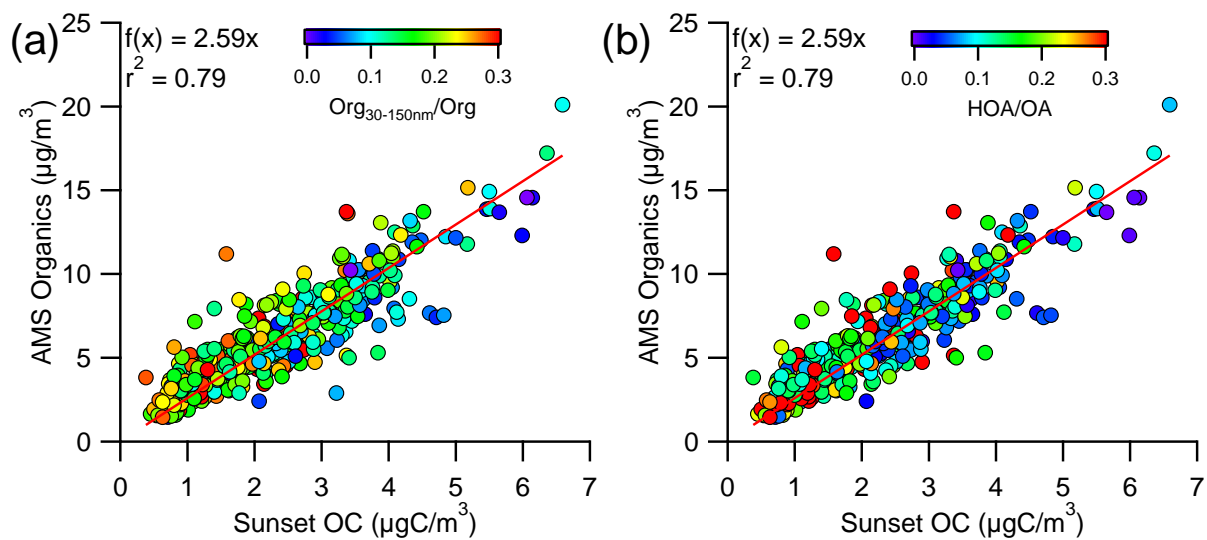 (a)
f(x) = 2.59x
r² = 0.79
0.0 0.1 0.2 0.3
Org₃₀₋₁₅₀ₙₘ/Org
AMS Organics (µg/m³)
25
20
15
10
5
0
0 1 2 3 4 5 6 7
Sunset OC (µgC/m³)
(b)
f(x) = 2.59x
r² = 0.79
0.0 0.1 0.2 0.3
HOA/OA
AMS Organics (µg/m³)
25
20
15
10
5
0
0 1 2 3 4 5 6 7
Sunset OC (µgC/m³)